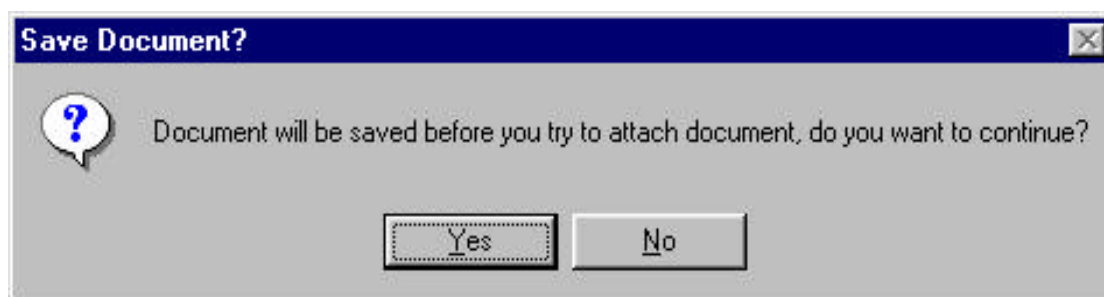 Save Document?
Document will be saved before you try to attach document, do you want to continue?
Yes No